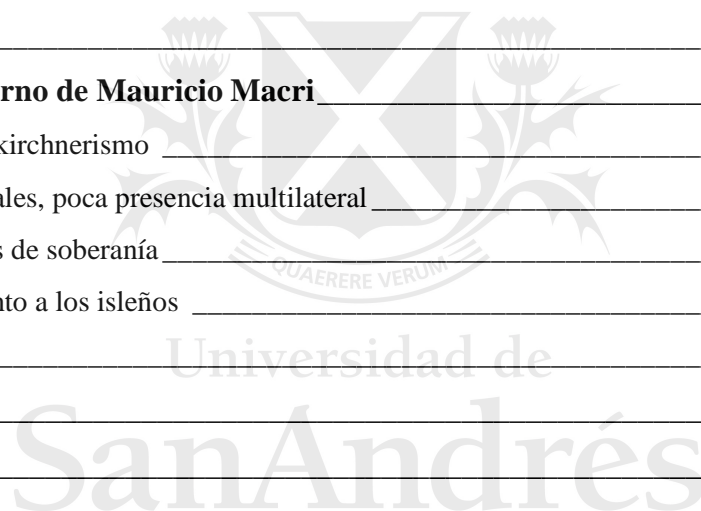 rno de Mauricio Macri
kirchnerismo
ales, poca presencia multilateral
s de soberanía
QUAERERE VERUM
nto a los isleños
Universidad de
SanAndrés